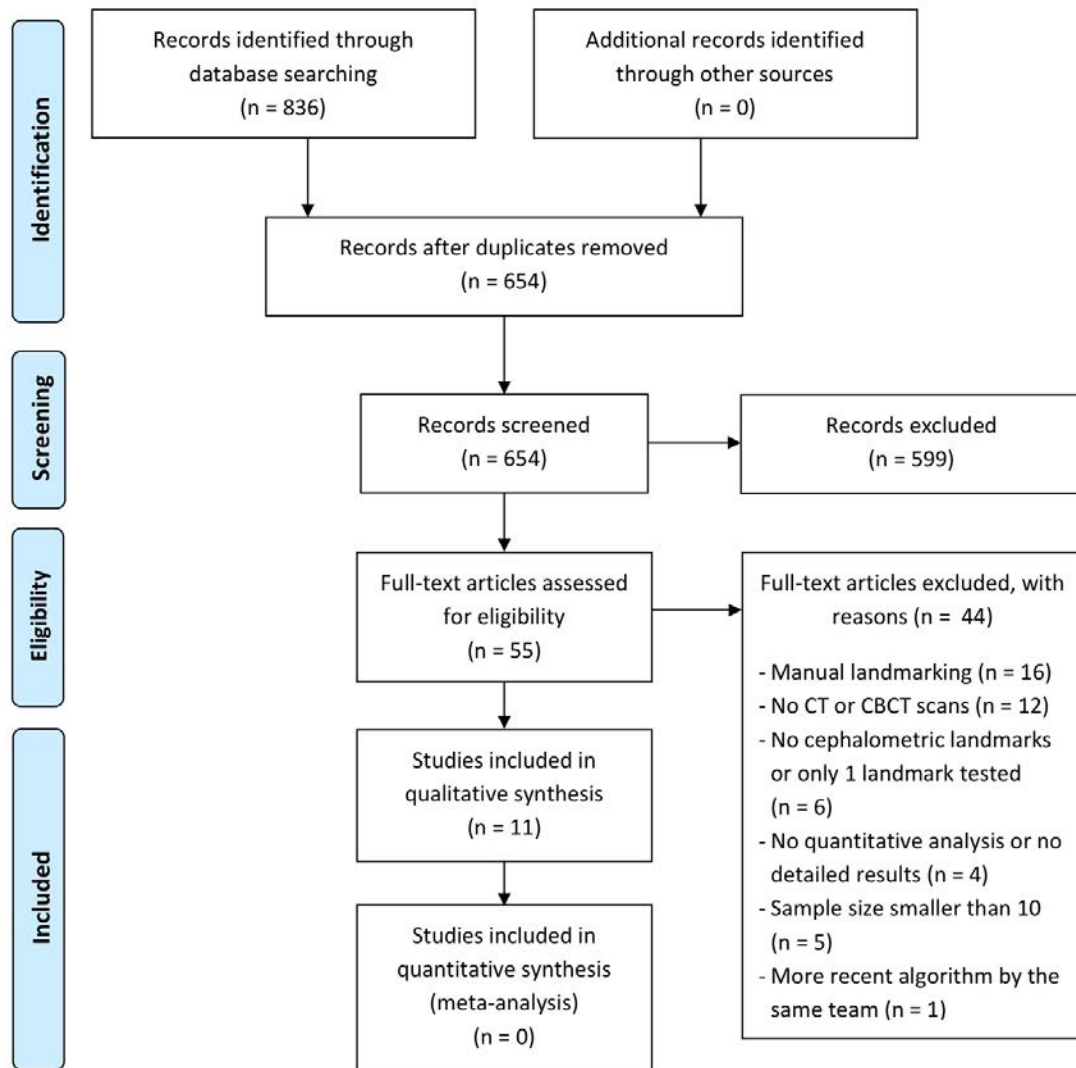 Identification
Records identified through
database searching
(n = 836)
Additional records identified
through other sources
(n = 0)
Records after duplicates removed
(n = 654)
Screening
Records screened
(n = 654)
Records excluded
(n = 599)
Eligibility
Full-text articles assessed
for eligibility
(n = 55)
Full-text articles excluded, with
reasons (n =  44)
- Manual landmarking (n = 16)
- No CT or CBCT scans (n = 12)
- No cephalometric landmarks
or only 1 landmark tested
(n = 6)
- No quantitative analysis or no
detailed results (n = 4)
- Sample size smaller than 10
(n = 5)
- More recent algorithm by the
same team (n = 1)
Included
Studies included in
qualitative synthesis
(n = 11)
Studies included in
quantitative synthesis
(meta-analysis)
(n = 0)